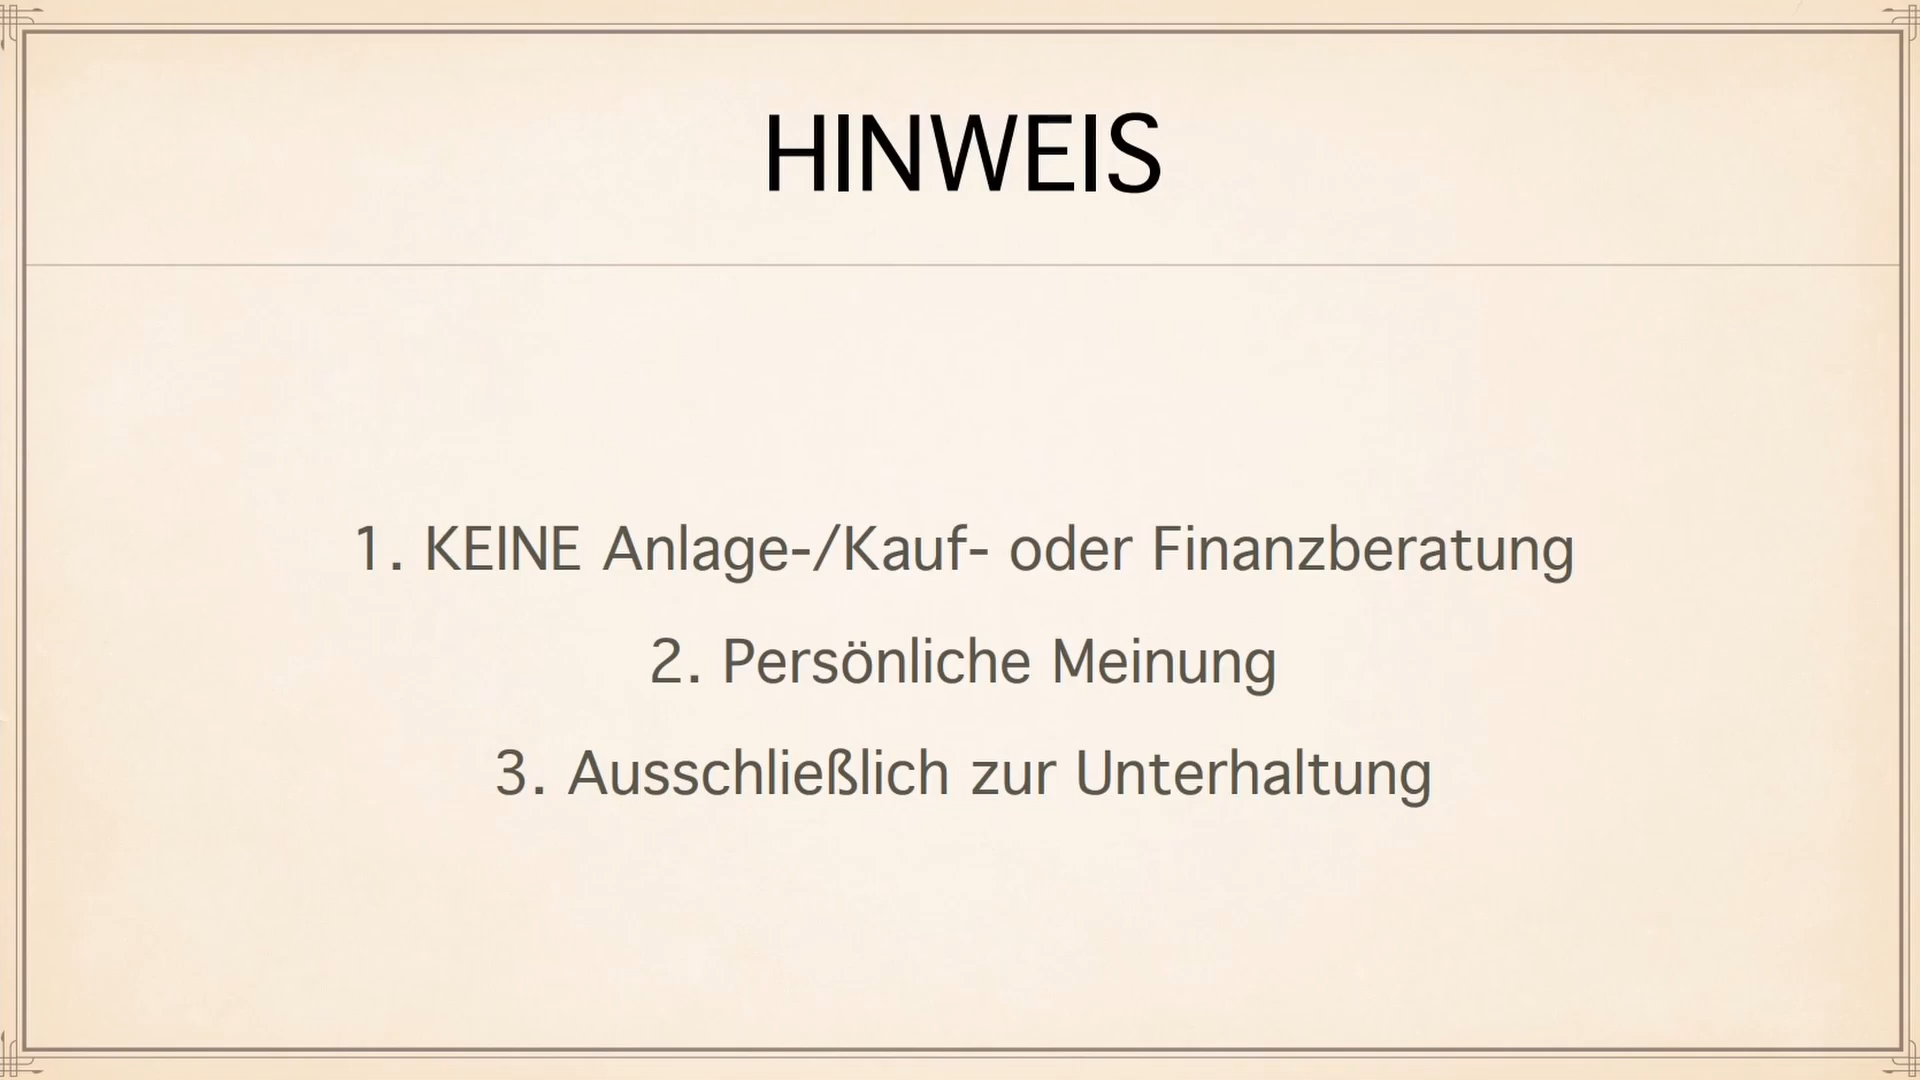 HINWEIS
1. KEINE Anlage-/Kauf- oder Finanzberatung
2. Persönliche Meinung
3. Ausschließlich zur Unterhaltung